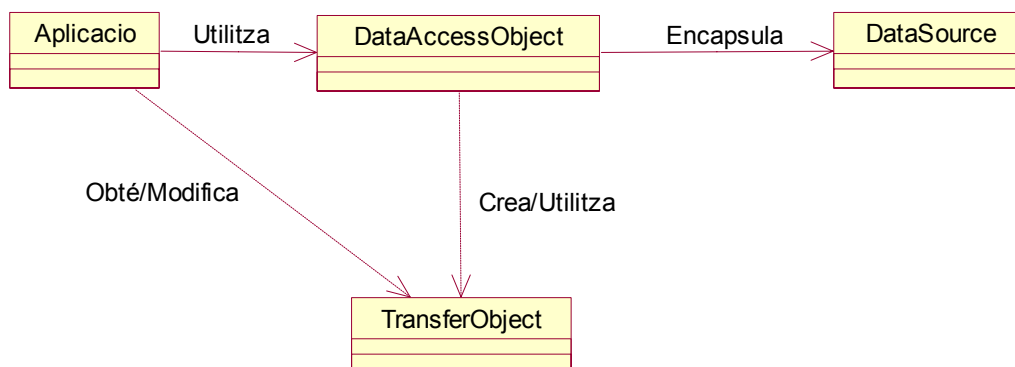 Aplicacio
Utilitza
DataAccessObject
Encapsula
DataSource
Obté/Modifica
Crea/Utilitza
TransferObject